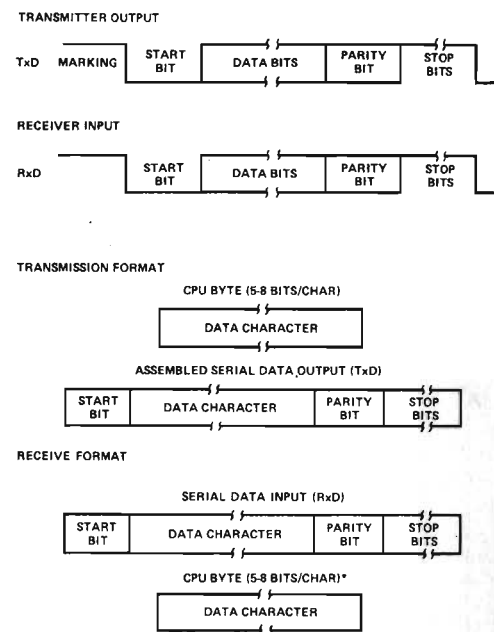 TRANSMITTER OUTPUT
TxD MARKING START BIT DATA BITS PARITY BIT STOP BITS
RECEIVER INPUT
RxD START BIT DATA BITS PARITY BIT STOP BITS
TRANSMISSION FORMAT
CPU BYTE (5-8 BITS/CHAR)
DATA CHARACTER
ASSEMBLED SERIAL DATA OUTPUT (TxD)
START BIT DATA CHARACTER PARITY BIT STOP BITS
RECEIVE FORMAT
SERIAL DATA INPUT (RxD)
START BIT DATA CHARACTER PARITY BIT STOP BITS
CPU BYTE (5-8 BITS/CHAR)*
DATA CHARACTER